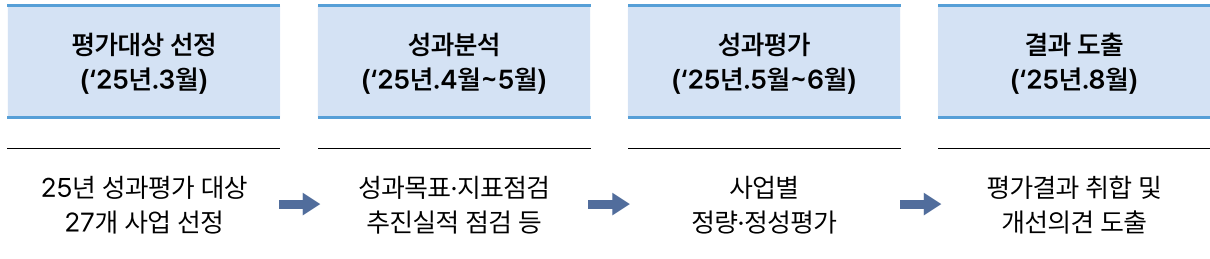 평가대상 선정
(‘25년.3월)
성과분석
(‘25년.4월~5월)
성과평가
(‘25년.5월~6월)
결과 도출
(‘25년.8월)
25년 성과평가 대상
27개 사업 선정
성과목표·지표점검
추진실적 점검 등
사업별
정량·정성평가
평가결과 취합 및
개선의견 도출